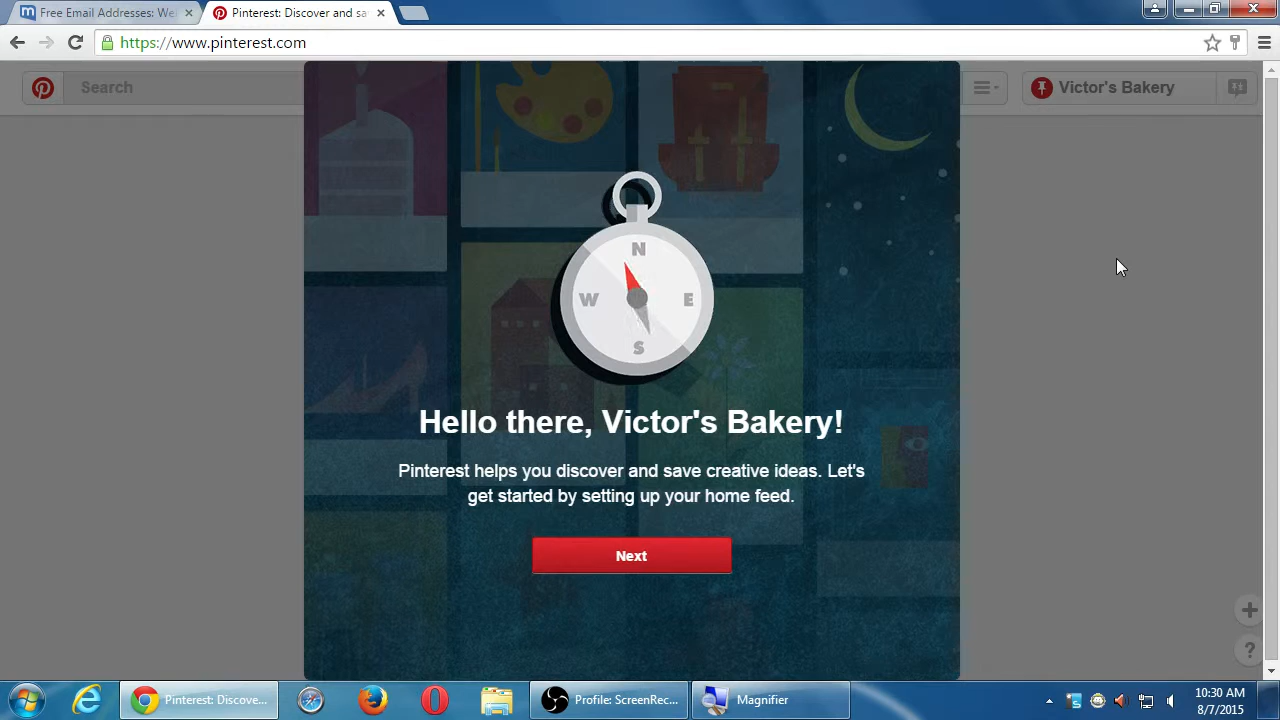 Free Email Addresses: We
Pinterest: Discover and sa
https://www.pinterest.com
Search
Victor's Bakery
N
W E
S
Hello there, Victor's Bakery!
Pinterest helps you discover and save creative ideas. Let's
get started by setting up your home feed.
Next
?
Pinterest: Discove...
Profile: ScreenRec...
Magnifier
10:30 AM
8/7/2015